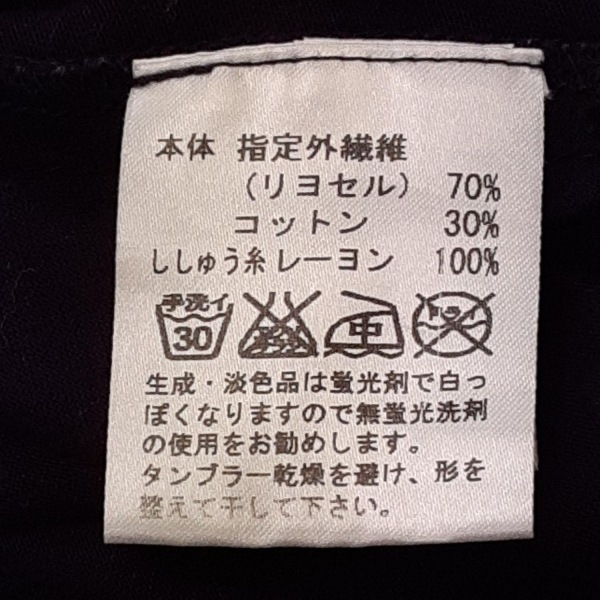 本体 指定外繊維
(リヨセル) 70%
コットン 30%
ししゅう糸レーヨン 100%
手洗イ 30 中 ドライ
生成・淡色品は蛍光剤で白っ
ぽくなりますので無蛍光洗剤
の使用をお勧めします。
タンブラー乾燥を避け、形を
整えて干して下さい。